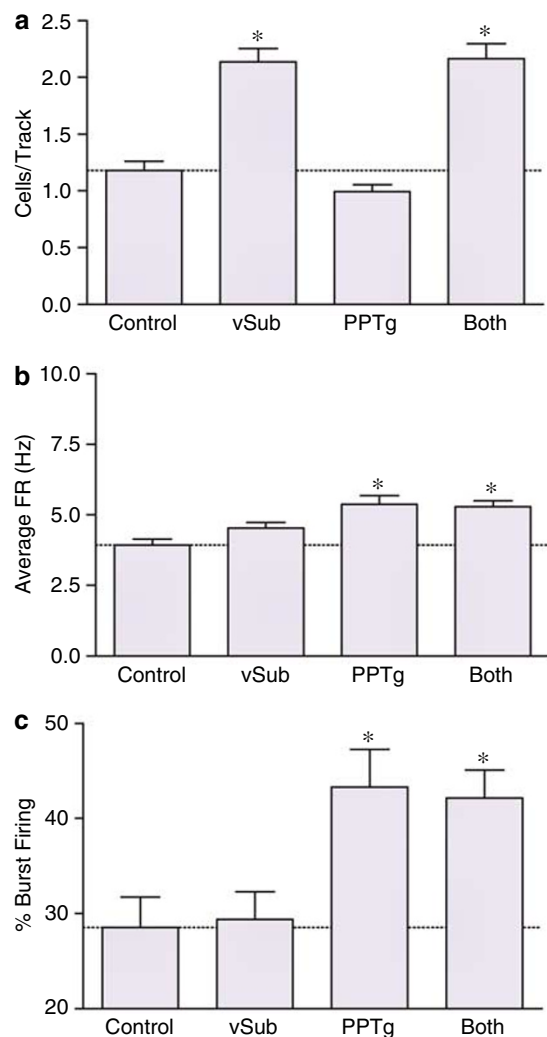 a
Cells/Track
2.5
2.0
1.5
1.0
0.5
0.0
*
*
Control vSub PPTg Both
b
Average FR (Hz)
10.0
7.5
5.0
2.5
0.0
*
*
Control vSub PPTg Both
c
% Burst Firing
50
40
30
20
*
*
Control vSub PPTg Both